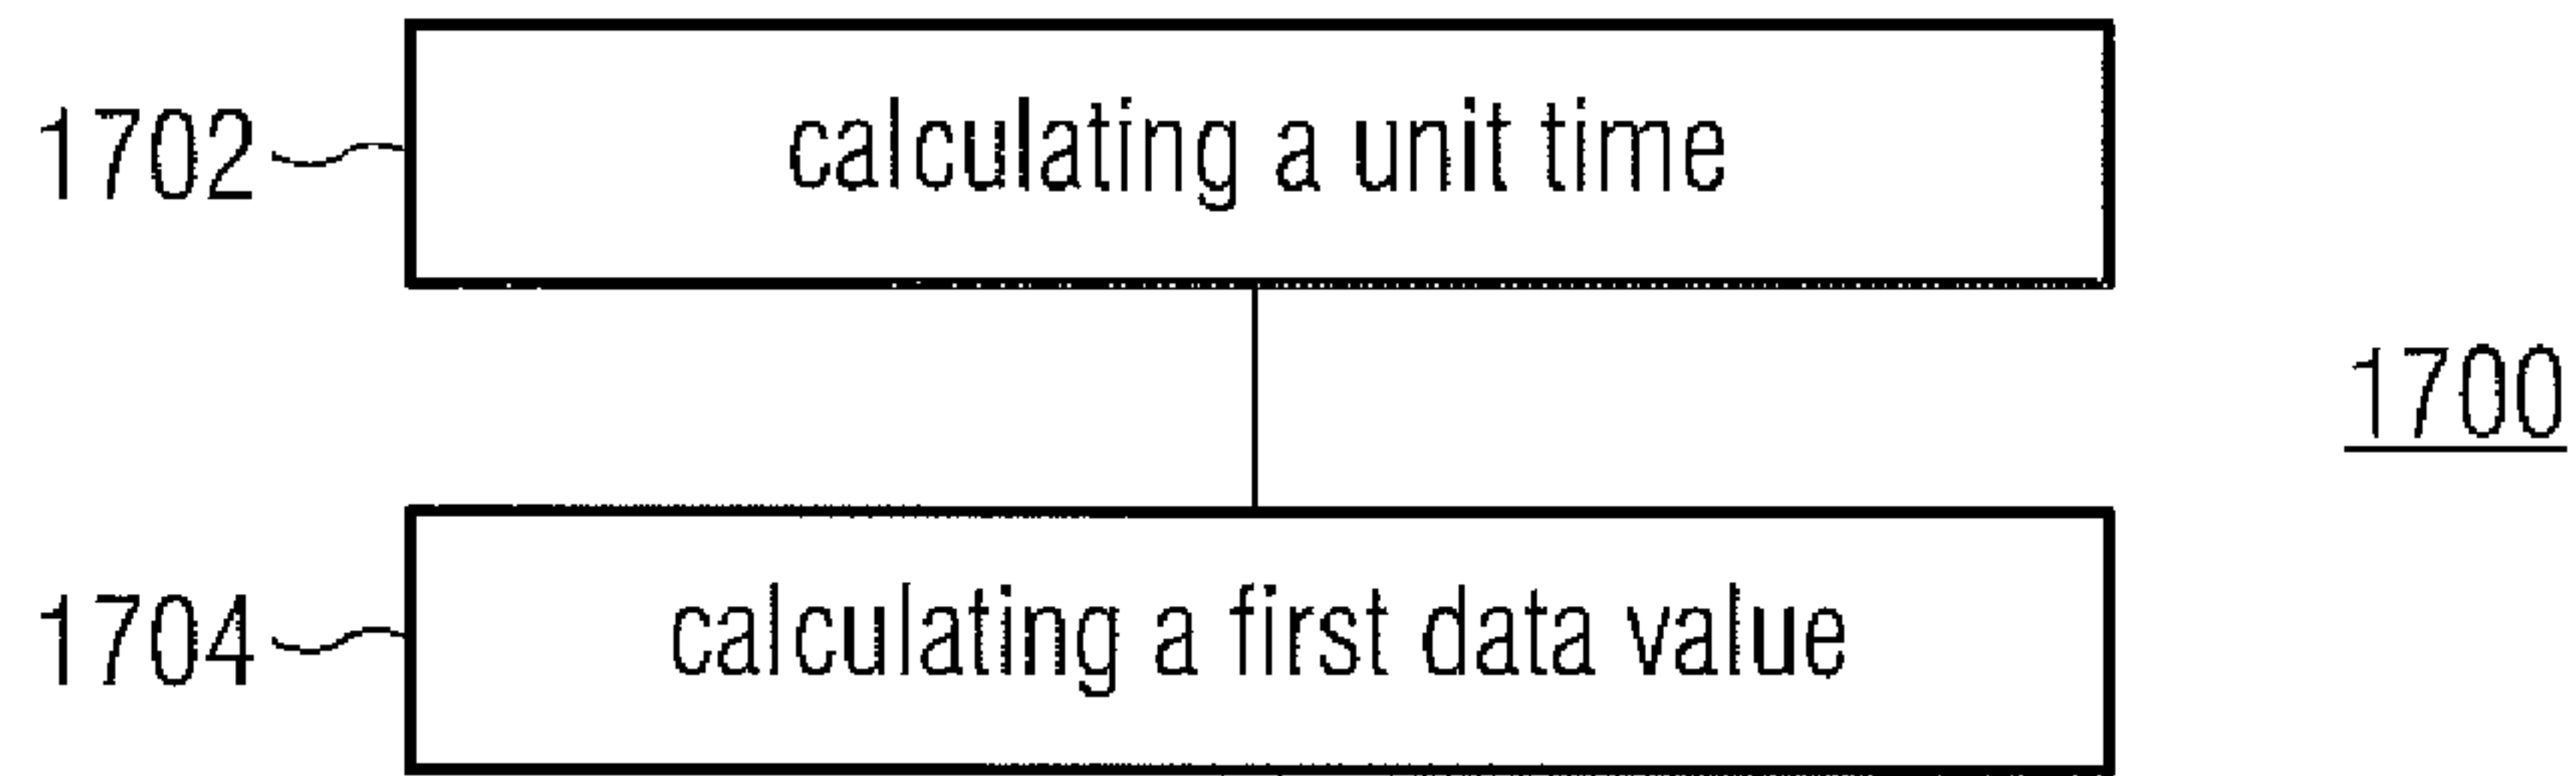 1702
calculating a unit time
1700
1704
calculating a first data value